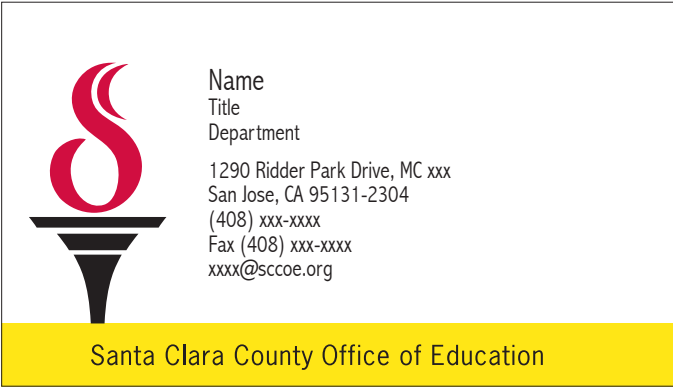 Name
Title
Department
1290 Ridder Park Drive, MC xxx
San Jose, CA 95131-2304
(408) xxx-xxxx
Fax (408) xxx-xxxx
xxxx@sccoe.org
Santa Clara County Office of Education